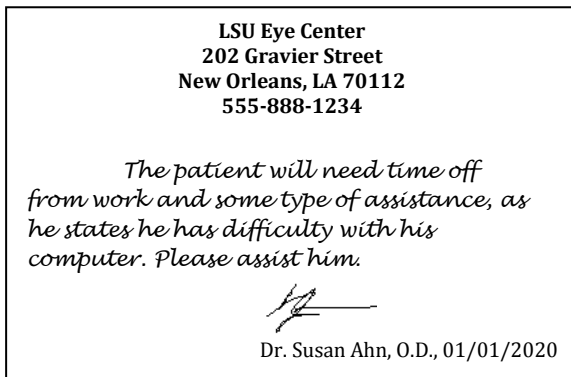 LSU Eye Center
202 Gravier Street
New Orleans, LA 70112
555-888-1234
The patient will need time off
from work and some type of assistance, as
he states he has difficulty with his
computer. Please assist him.
Dr. Susan Ahn, O.D., 01/01/2020